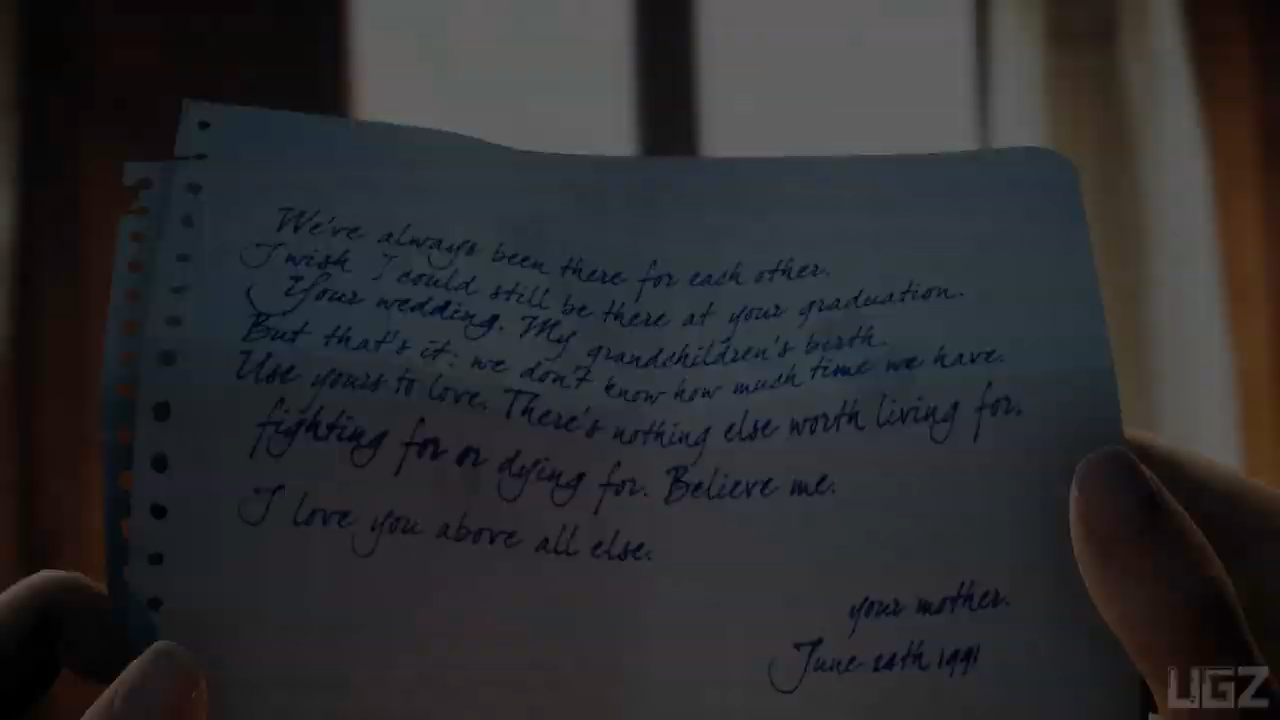 We've always been there for each other.
I wish I could still be there at your graduation.
Your wedding. My grandchildren's birth.
But that's it: we don't know how much time we have.
Use yours to love. There's nothing else worth living for.
fighting for or dying for. Believe me.
I love you above all else.
your mother.
June 24th 1991
UGZ